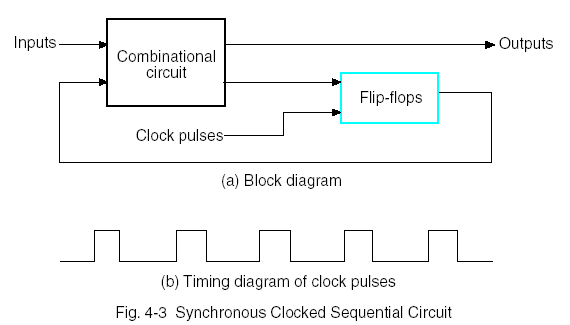 Inputs
Combinational
circuit
Outputs
Flip-flops
Clock pulses
(a) Block diagram
(b) Timing diagram of clock pulses
Fig. 4-3 Synchronous Clocked Sequential Circuit